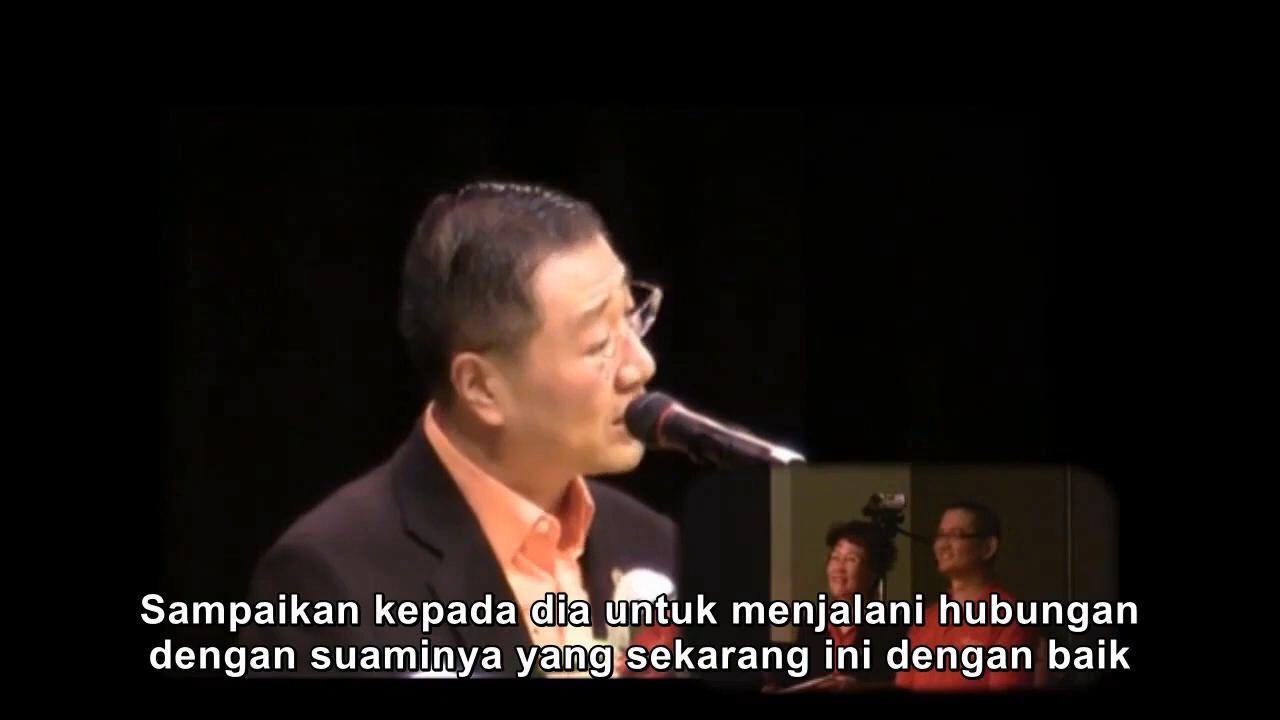 Sampaikan kepada dia untuk menjalani hubungan
dengan suaminya yang sekarang ini dengan baik